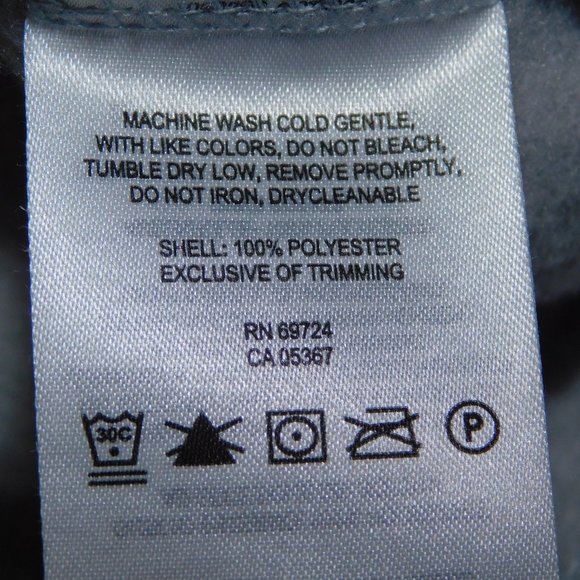 MACHINE WASH COLD GENTLE,
WITH LIKE COLORS, DO NOT BLEACH,
TUMBLE DRY LOW, REMOVE PROMPTLY,
DO NOT IRON, DRYCLEANABLE
SHELL: 100% POLYESTER
EXCLUSIVE OF TRIMMING
RN 69724
CA 05367
30C P